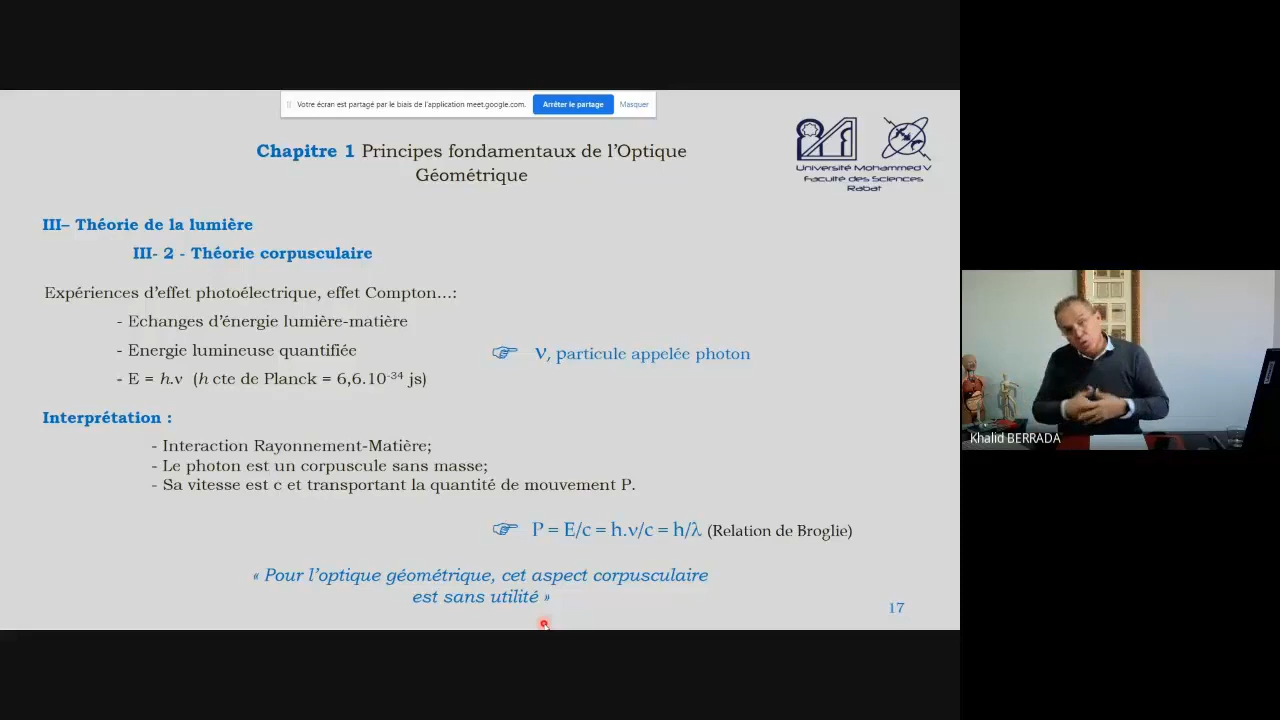 Votre écran est partagé par le biais de l'application meet.google.com. Arrêter le partage Masquer
Chapitre 1 Principes fondamentaux de l'Optique
Géométrique
Université Mohammed V
Faculté des Sciences
Rabat
III– Théorie de la lumière
III- 2 - Théorie corpusculaire
Expériences d'effet photoélectrique, effet Compton...:
- Echanges d'énergie lumière-matière
- Energie lumineuse quantifiée
ν, particule appelée photon
- E = h.ν (h cte de Planck = 6,6.10⁻³⁴ js)
Interprétation :
- Interaction Rayonnement-Matière;
- Le photon est un corpuscule sans masse;
- Sa vitesse est c et transportant la quantité de mouvement P.
P = E/c = h.ν/c = h/λ (Relation de Broglie)
« Pour l'optique géométrique, cet aspect corpusculaire
est sans utilité »
17
Khalid BERRADA